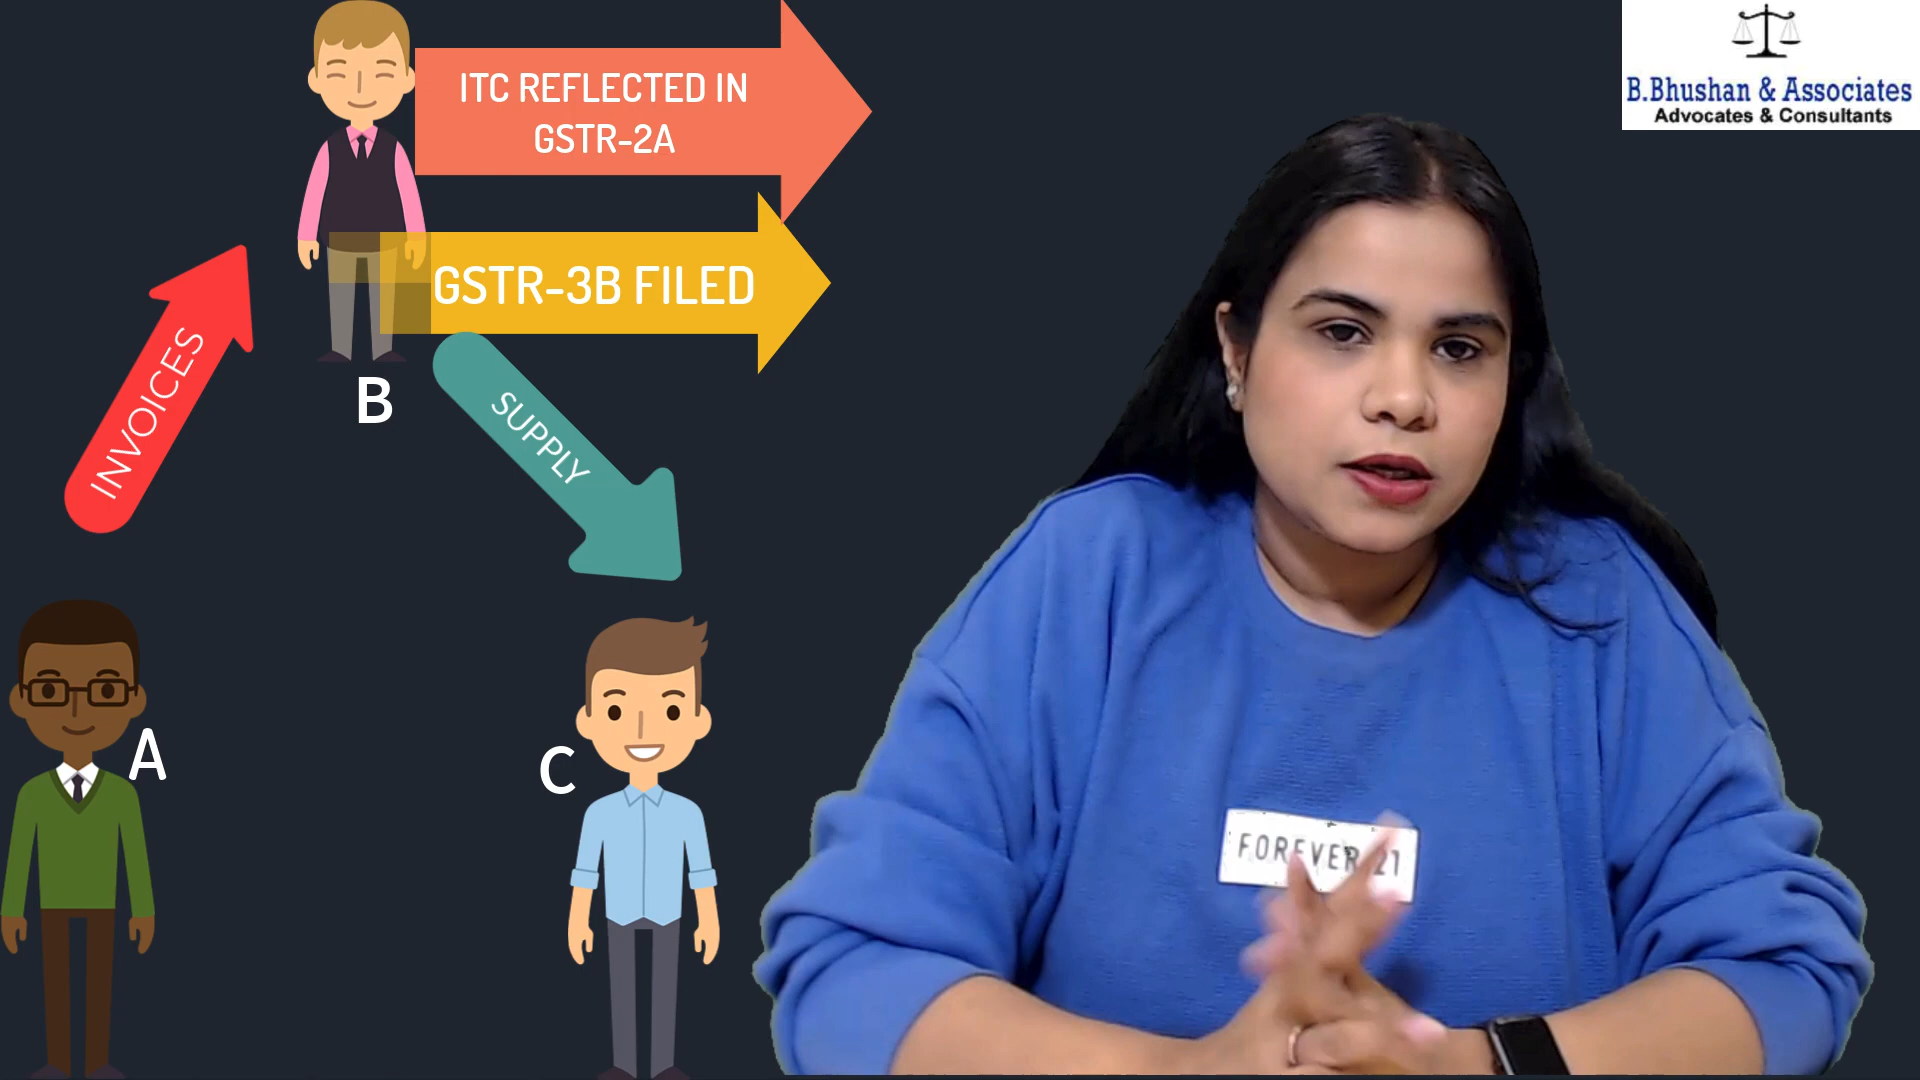 ITC REFLECTED IN
GSTR-2A
B.Bhushan & Associates
Advocates & Consultants
GSTR-3B FILED
INVOICES
B
SUPPLY
A
C
FOREVER 21